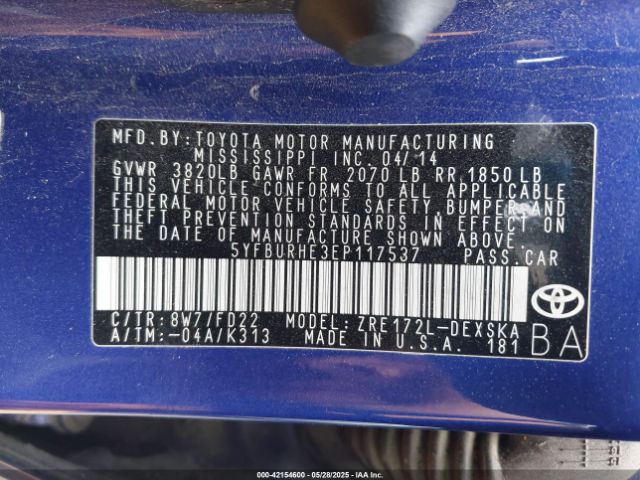 MFD.BY:TOYOTA MOTOR MANUFACTURING
MISSISSIPPI INC. 04/14
GVWR 3820LB GAWR FR 2070 LB RR 1850 LB
THIS VEHICLE CONFORMS TO ALL APPLICABLE
FEDERAL MOTOR VEHICLE SAFETY, BUMPER AND
THEFT PREVENTION STANDARDS IN EFFECT ON
THE DATE OF MANUFACTURE SHOWN ABOVE.
5YFBURHE3EP117537 PASS.CAR
C/TR: 8W7/FD22 MODEL: ZRE172L-DEXSKA
A/TM:-04A/K313 MADE IN U.S.A. 181
BA
000-42154600 - 05/28/2025 - IAA Inc.